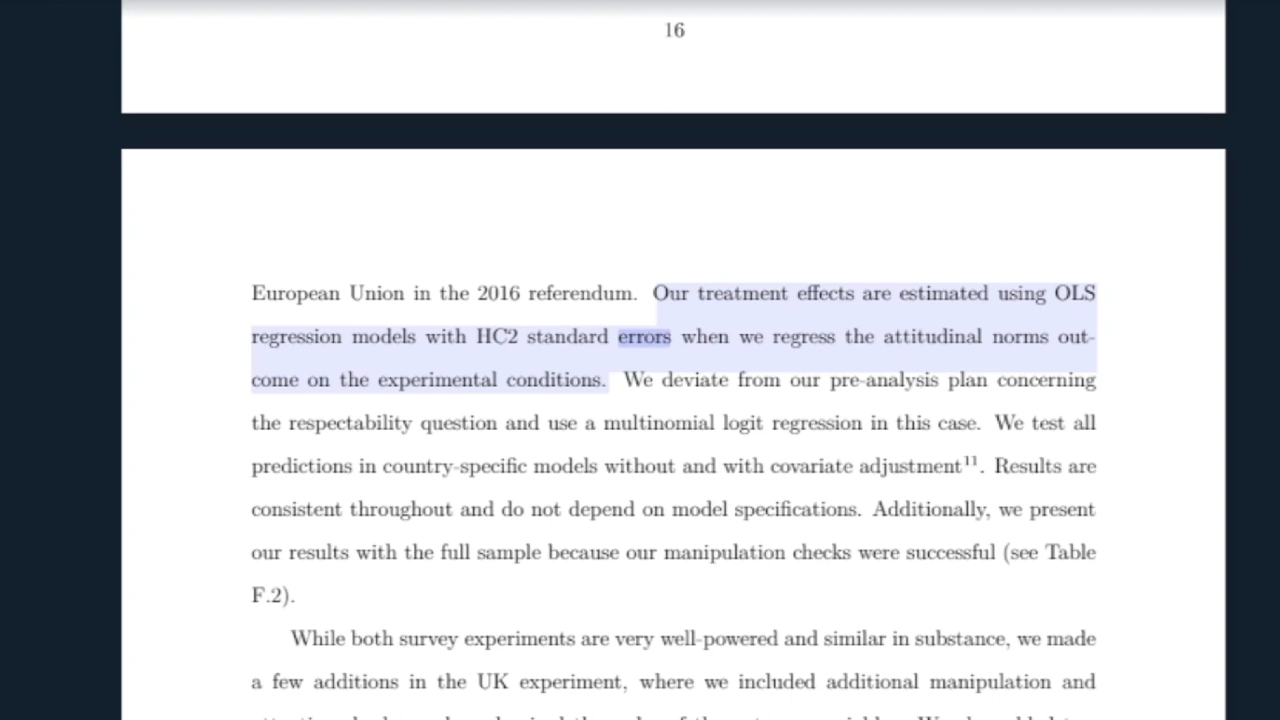 16
European Union in the 2016 referendum. Our treatment effects are estimated using OLS
regression models with HC2 standard errors when we regress the attitudinal norms out-
come on the experimental conditions. We deviate from our pre-analysis plan concerning
the respectability question and use a multinomial logit regression in this case. We test all
predictions in country-specific models without and with covariate adjustment¹¹. Results are
consistent throughout and do not depend on model specifications. Additionally, we present
our results with the full sample because our manipulation checks were successful (see Table
F.2).
While both survey experiments are very well-powered and similar in substance, we made
a few additions in the UK experiment, where we included additional manipulation and